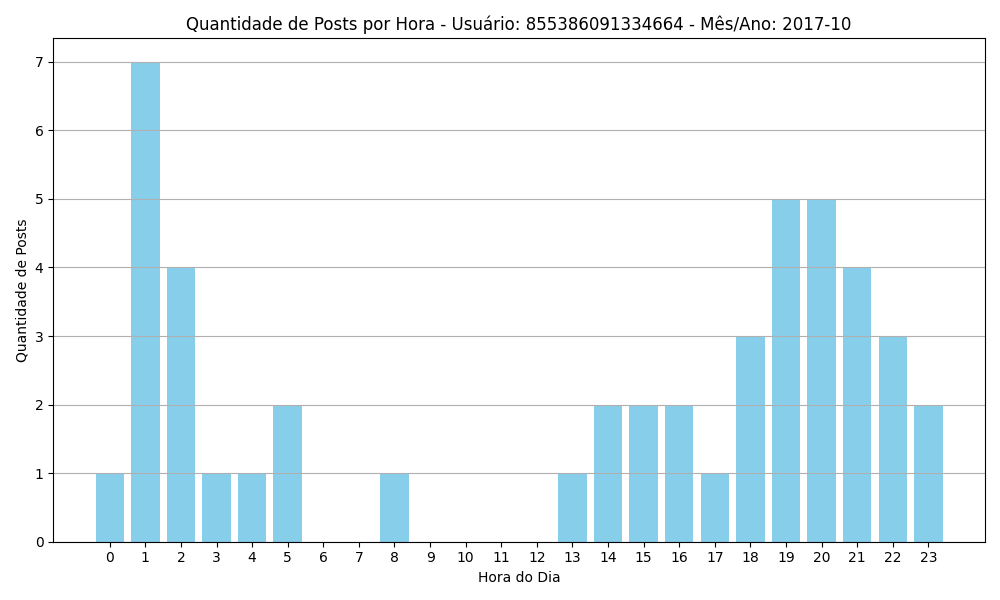 Quantidade de Posts por Hora - Usuário: 855386091334664 - Mês/Ano: 2017-10
Quantidade de Posts
7
6
5
4
3
2
1
0
0 1 2 3 4 5 6 7 8 9 10 11 12 13 14 15 16 17 18 19 20 21 22 23
Hora do Dia